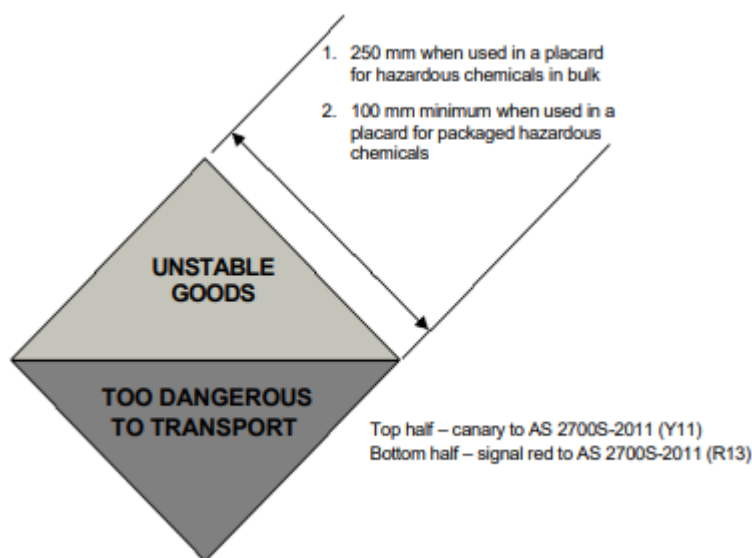 1. 250 mm when used in a placard
for hazardous chemicals in bulk
2. 100 mm minimum when used in a
placard for packaged hazardous
chemicals
UNSTABLE
GOODS
TOO DANGEROUS
TO TRANSPORT
Top half – canary to AS 2700S-2011 (Y11)
Bottom half – signal red to AS 2700S-2011 (R13)